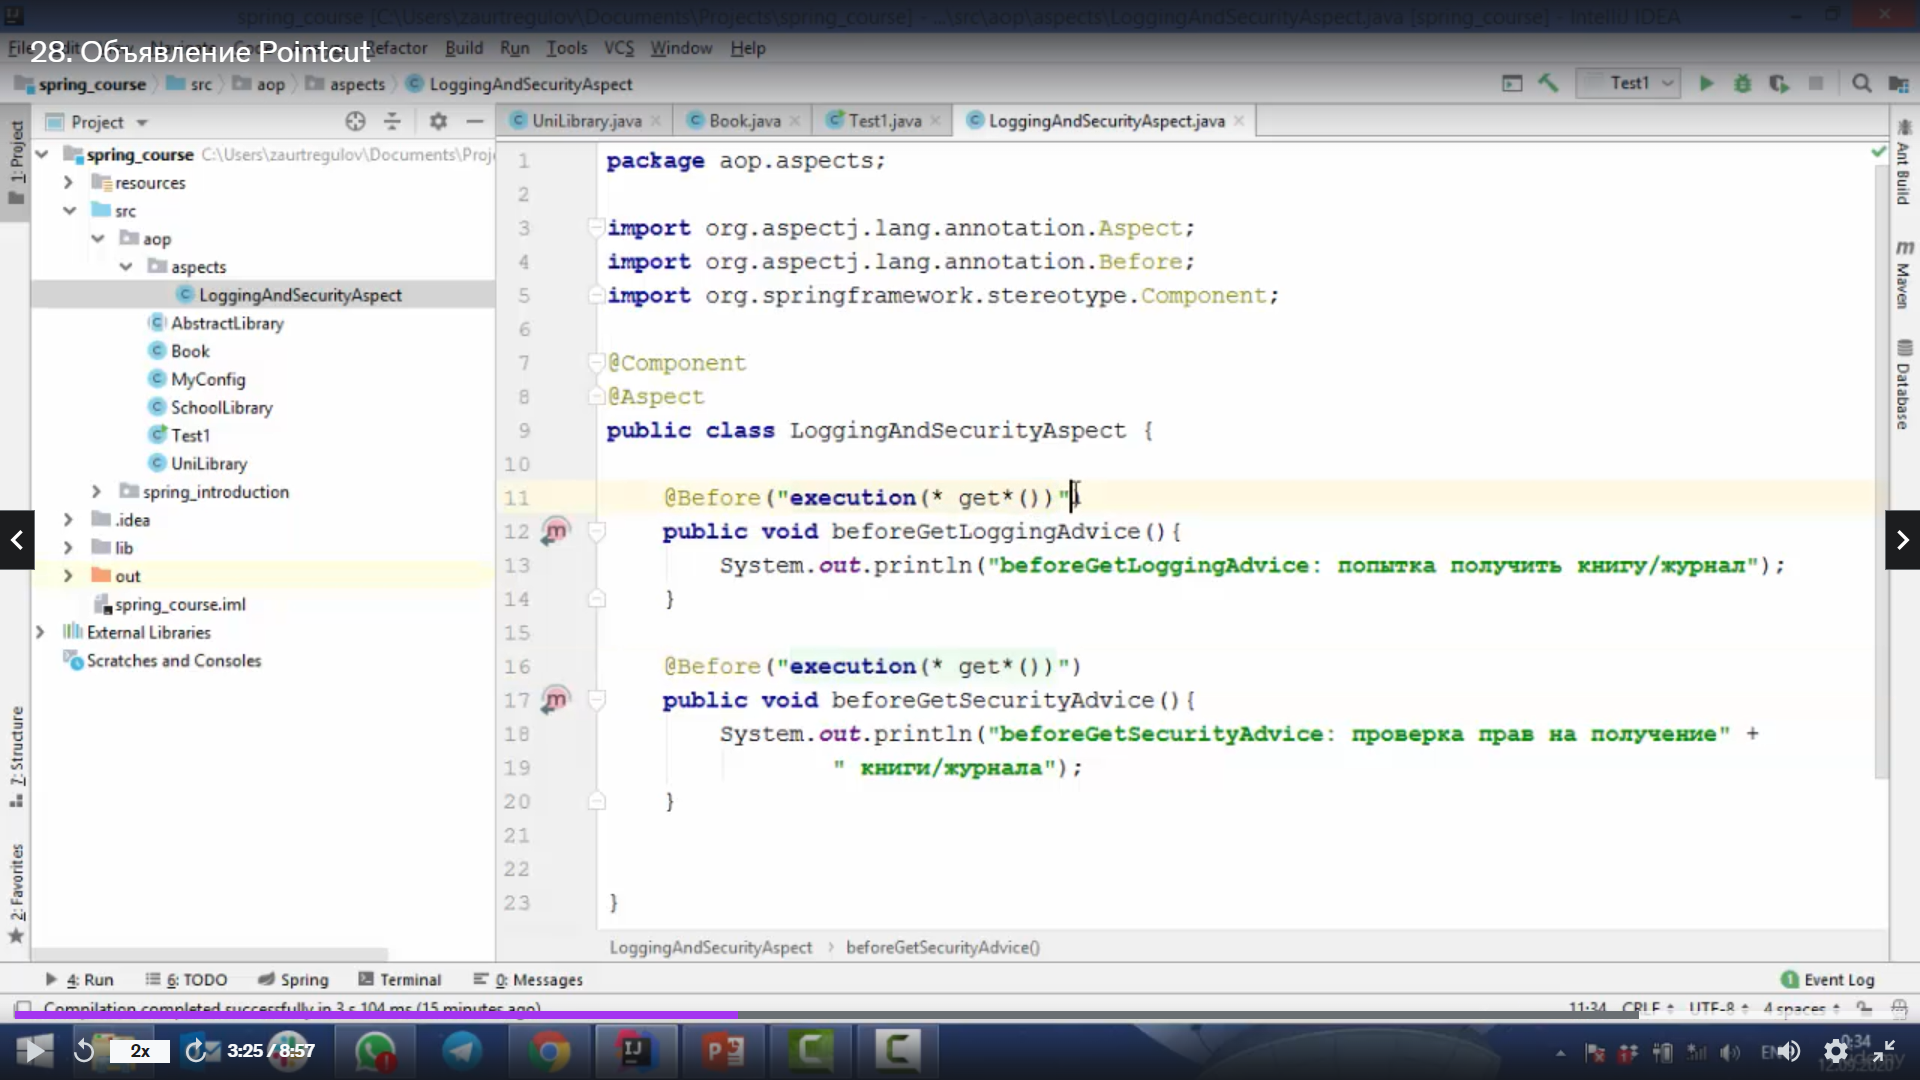 spring_course [C:\Users\zaurtregulov\Documents\Projects\spring_course] - ...\src\aop\aspects\LoggingAndSecurityAspect.java [spring_course] - IntelliJ IDEA
28. Объявление Pointcut
File Refactor Build Run Tools VCS Window Help
spring_course src aop aspects LoggingAndSecurityAspect Test1
Project
UniLibrary.java Book.java Test1.java LoggingAndSecurityAspect.java
1: Project
7: Structure
2: Favorites
spring_course C:\Users\zaurtregulov\Documents\Proj
resources
src
aop
aspects
LoggingAndSecurityAspect
AbstractLibrary
Book
MyConfig
SchoolLibrary
Test1
UniLibrary
spring_introduction
.idea
lib
out
spring_course.iml
External Libraries
Scratches and Consoles
1 package aop.aspects;
2
3 import org.aspectj.lang.annotation.Aspect;
4 import org.aspectj.lang.annotation.Before;
5 import org.springframework.stereotype.Component;
6
7 @Component
8 @Aspect
9 public class LoggingAndSecurityAspect {
10
11 @Before("execution(* get*())")
12 public void beforeGetLoggingAdvice(){
13 System.out.println("beforeGetLoggingAdvice: попытка получить книгу/журнал");
14 }
15
16 @Before("execution(* get*())")
17 public void beforeGetSecurityAdvice(){
18 System.out.println("beforeGetSecurityAdvice: проверка прав на получение" +
19 " книги/журнала");
20 }
21
22
23 }
LoggingAndSecurityAspect › beforeGetSecurityAdvice()
Ant Build
Maven
Database
4: Run 6: TODO Spring Terminal 0: Messages 1 Event Log
Compilation completed successfully in 3 s 104 ms (15 minutes ago) 11:34 CRLF UTF-8 4 spaces
2x 3:25 / 8:57